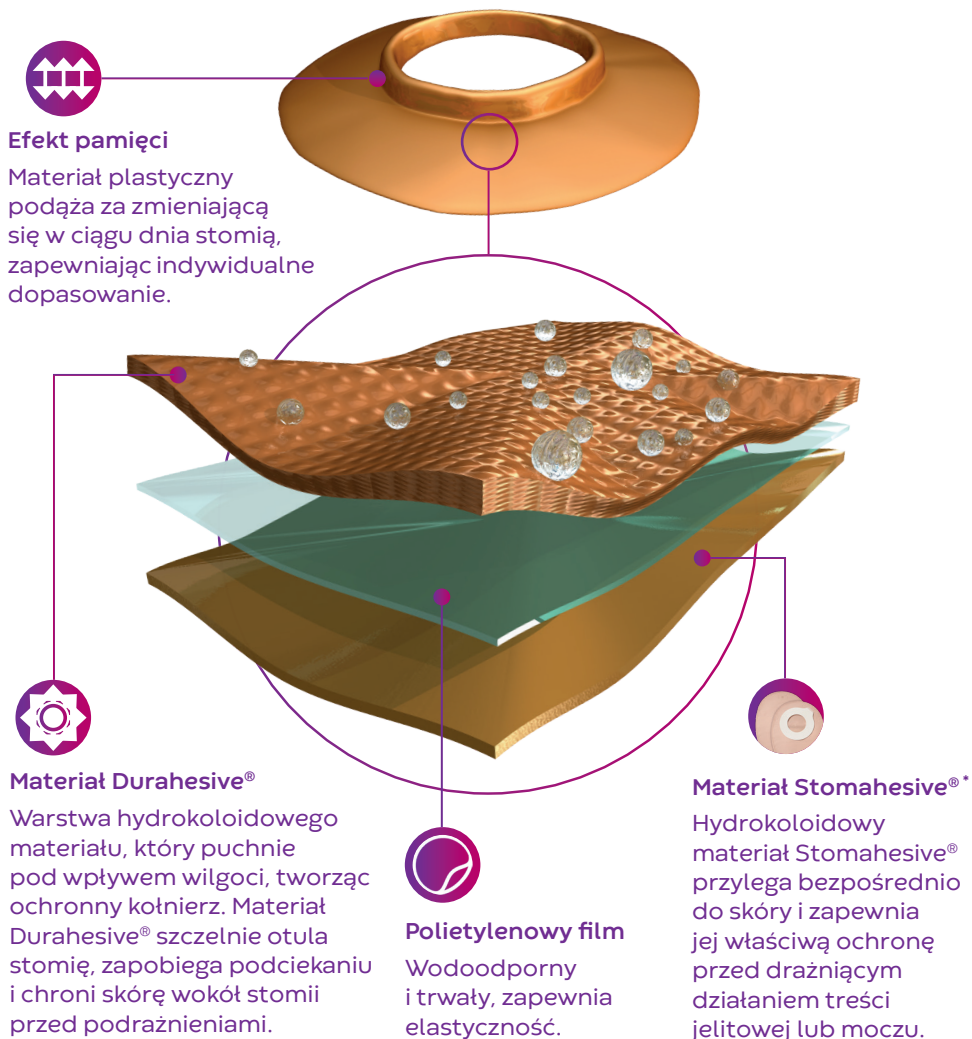 Efekt pamięci
Materiał plastyczny
podąża za zmieniającą
się w ciągu dnia stomią,
zapewniając indywidualne
dopasowanie.
Materiał Durahesive®
Warstwa hydrokoloidowego
materiału, który puchnie
pod wpływem wilgoci, tworząc
ochronny kołnierz. Materiał
Durahesive® szczelnie otula
stomię, zapobiega podciekaniu
i chroni skórę wokół stomii
przed podrażnieniami.
Polietylenowy film
Wodoodporny
i trwały, zapewnia
elastyczność.
Materiał Stomahesive® *
Hydrokoloidowy
materiał Stomahesive®
przylega bezpośrednio
do skóry i zapewnia
jej właściwą ochronę
przed drażniącym
działaniem treści
jelitowej lub moczu.